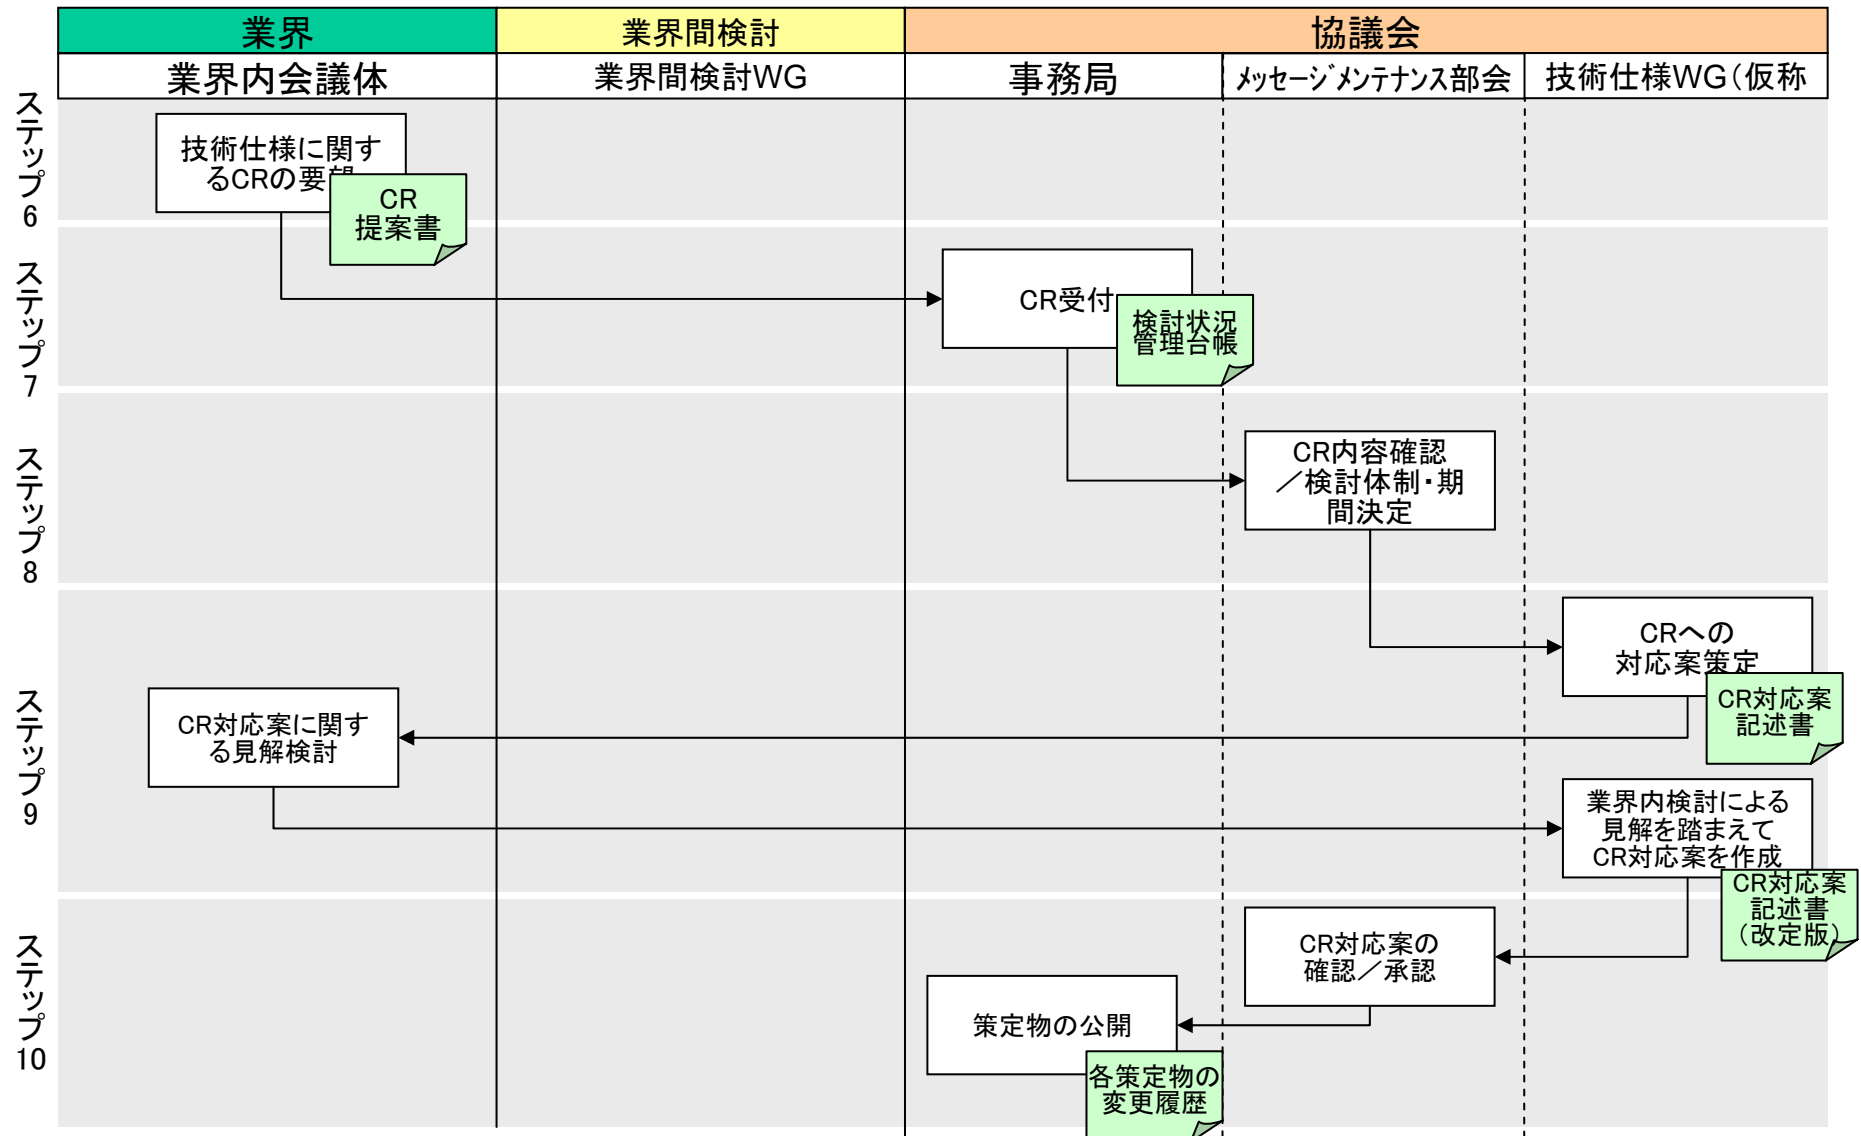 業界
業界間検討
協議会
業界内会議体
業界間検討WG
事務局
メッセージメンテナンス部会
技術仕様WG(仮称
ステップ6
技術仕様に関す
るCRの要望
CR
提案書
ステップ7
CR受付
検討状況
管理台帳
ステップ8
CR内容確認
／検討体制・期
間決定
ステップ9
CRへの
対応案策定
CR対応案
記述書
CR対応案に関す
る見解検討
業界内検討による
見解を踏まえて
CR対応案を作成
CR対応案
記述書
(改定版)
ステップ10
CR対応案の
確認／承認
策定物の公開
各策定物の
変更履歴